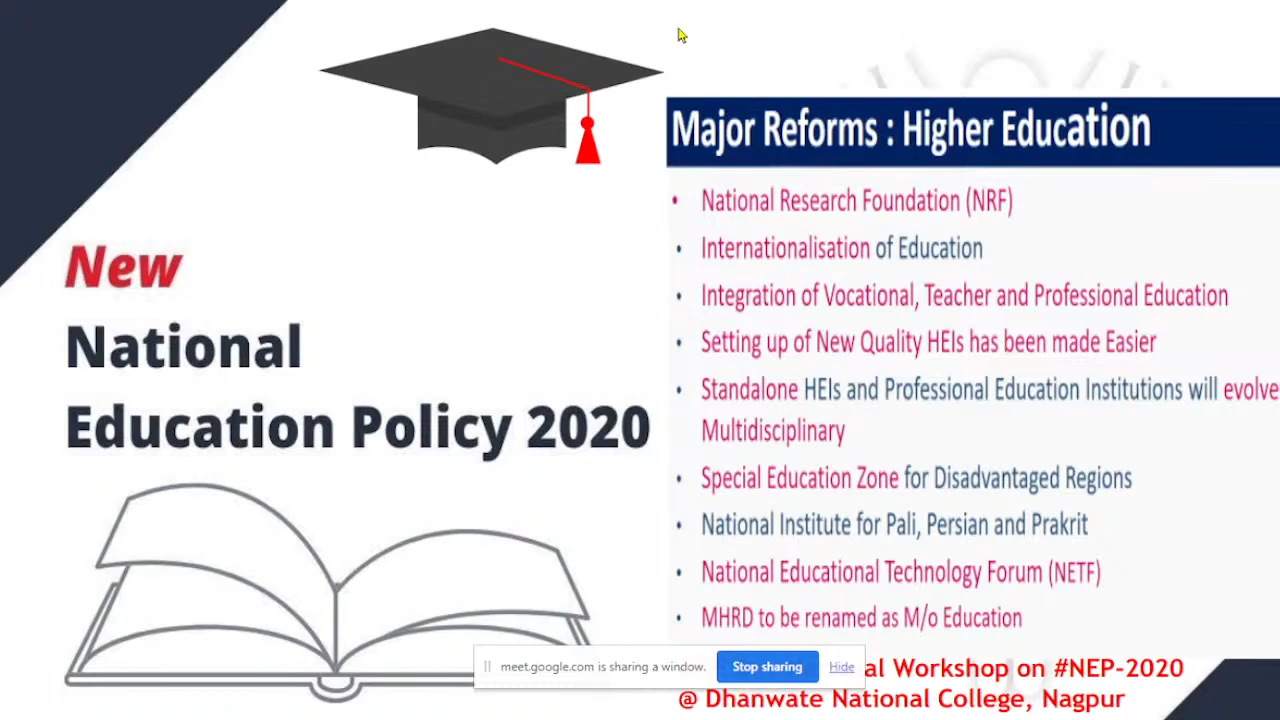 New
National
Education Policy 2020
Major Reforms : Higher Education
• National Research Foundation (NRF)
• Internationalisation of Education
• Integration of Vocational, Teacher and Professional Education
• Setting up of New Quality HEIs has been made Easier
• Standalone HEIs and Professional Education Institutions will evolve
Multidisciplinary
• Special Education Zone for Disadvantaged Regions
• National Institute for Pali, Persian and Prakrit
• National Educational Technology Forum (NETF)
• MHRD to be renamed as M/o Education
meet.google.com is sharing a window. Stop sharing Hide
al Workshop on #NEP-2020
@ Dhanwate National College, Nagpur